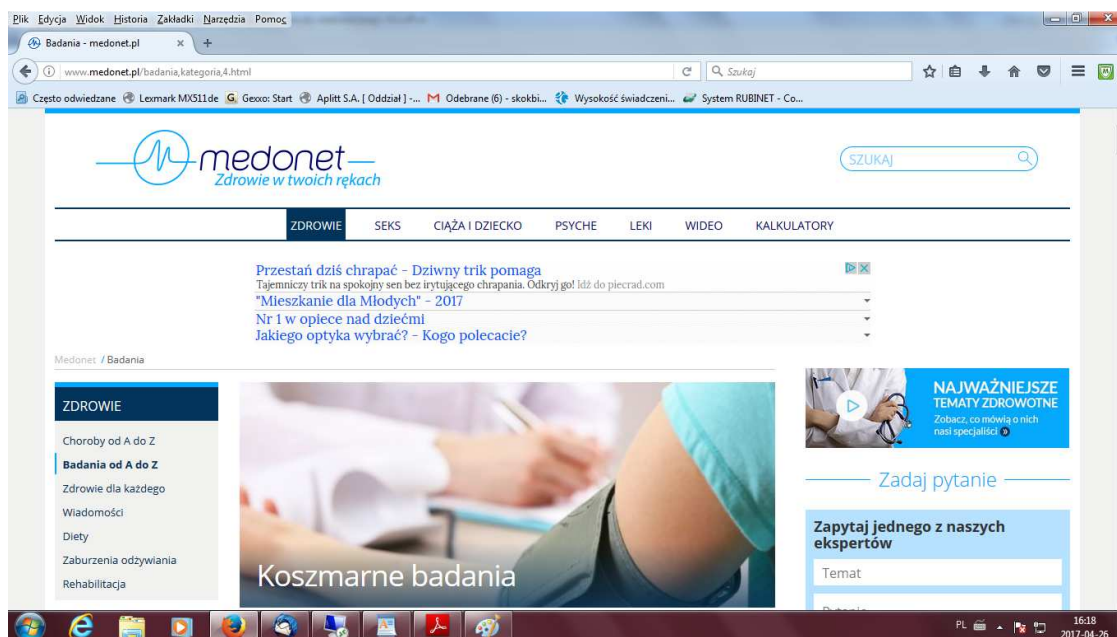 Plik Edycja Widok Historia Zakładki Narzędzia Pomoc
Badania - medonet.pl × +
www.medonet.pl/badania,kategoria,4.html
Szukaj
Często odwiedzane Lexmark MX511de Gexxo: Start Aplitt S.A. [ Oddział ] -... Odebrane (6) - skokbi... Wysokość świadczeni... System RUBINET - Co...
medonet
Zdrowie w twoich rękach
SZUKAJ
ZDROWIE SEKS CIĄŻA I DZIECKO PSYCHE LEKI WIDEO KALKULATORY
Przestań dziś chrapać - Dziwny trik pomaga
Tajemniczy trik na spokojny sen bez irytującego chrapania. Odkryj go! Idź do piecrad.com
"Mieszkanie dla Młodych" - 2017
Nr 1 w opiece nad dziećmi
Jakiego optyka wybrać? - Kogo polecacie?
Medonet / Badania
ZDROWIE
Choroby od A do Z
Badania od A do Z
Zdrowie dla każdego
Wiadomości
Diety
Zaburzenia odżywiania
Rehabilitacja
Koszmarne badania
NAJWAŻNIEJSZE
TEMATY ZDROWOTNE
Zobacz, co mówią o nich
nasi specjaliści
Zadaj pytanie
Zapytaj jednego z naszych
ekspertów
Temat
PL
16:18
2017-04-26